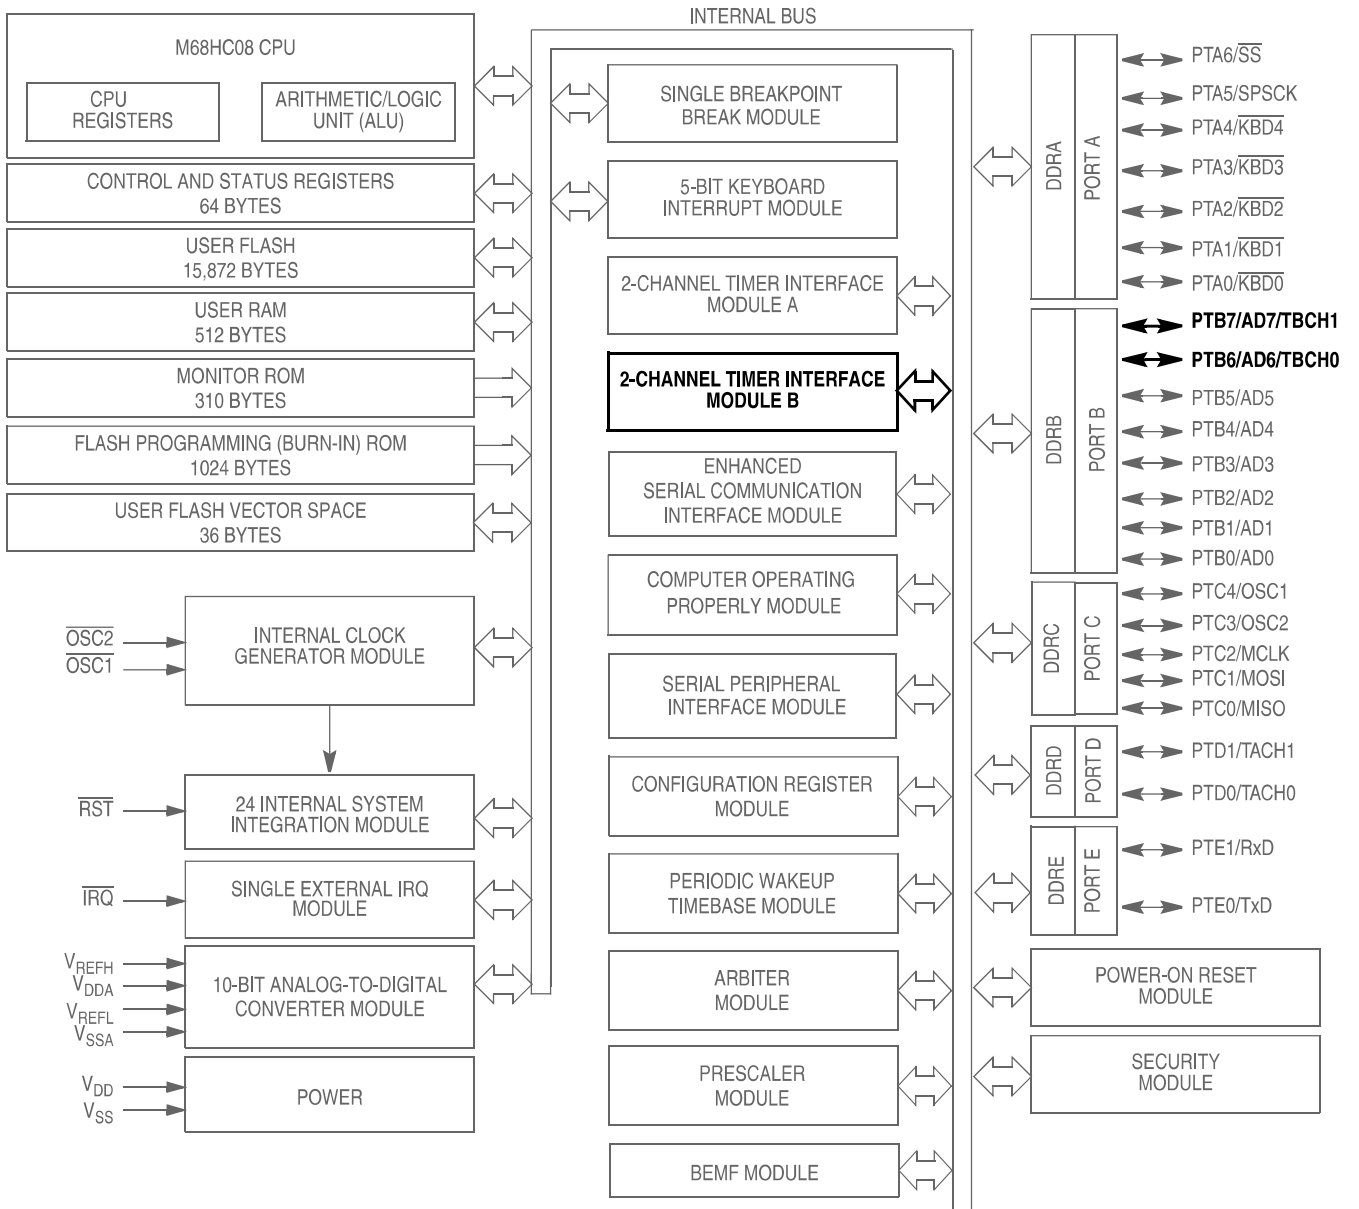 INTERNAL BUS
M68HC08 CPU
CPU
REGISTERS
ARITHMETIC/LOGIC
UNIT (ALU)
CONTROL AND STATUS REGISTERS
64 BYTES
USER FLASH
15,872 BYTES
USER RAM
512 BYTES
MONITOR ROM
310 BYTES
FLASH PROGRAMMING (BURN-IN) ROM
1024 BYTES
USER FLASH VECTOR SPACE
36 BYTES
OSC2
OSC1
INTERNAL CLOCK
GENERATOR MODULE
RST
24 INTERNAL SYSTEM
INTEGRATION MODULE
IRQ
SINGLE EXTERNAL IRQ
MODULE
VREFH
VDDA
VREFL
VSSA
10-BIT ANALOG-TO-DIGITAL
CONVERTER MODULE
VDD
VSS
POWER
SINGLE BREAKPOINT
BREAK MODULE
5-BIT KEYBOARD
INTERRUPT MODULE
2-CHANNEL TIMER INTERFACE
MODULE A
2-CHANNEL TIMER INTERFACE
MODULE B
ENHANCED
SERIAL COMMUNICATION
INTERFACE MODULE
COMPUTER OPERATING
PROPERLY MODULE
SERIAL PERIPHERAL
INTERFACE MODULE
CONFIGURATION REGISTER
MODULE
PERIODIC WAKEUP
TIMEBASE MODULE
ARBITER
MODULE
PRESCALER
MODULE
BEMF MODULE
DDRA
PORT A
PTA6/SS
PTA5/SPSCK
PTA4/KBD4
PTA3/KBD3
PTA2/KBD2
PTA1/KBD1
PTA0/KBD0
DDRB
PORT B
PTB7/AD7/TBCH1
PTB6/AD6/TBCH0
PTB5/AD5
PTB4/AD4
PTB3/AD3
PTB2/AD2
PTB1/AD1
PTB0/AD0
DDRC
PORT C
PTC4/OSC1
PTC3/OSC2
PTC2/MCLK
PTC1/MOSI
PTC0/MISO
DDRD
PORT D
PTD1/TACH1
PTD0/TACH0
DDRE
PORT E
PTE1/RxD
PTE0/TxD
POWER-ON RESET
MODULE
SECURITY
MODULE